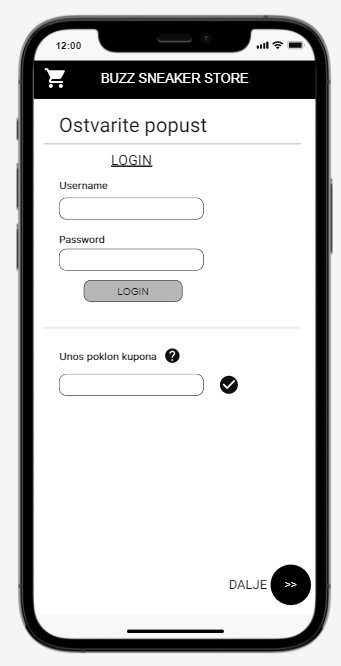 12:00
BUZZ SNEAKER STORE
Ostvarite popust
LOGIN
Username
Password
LOGIN
Unos poklon kupona ?
DALJE >>